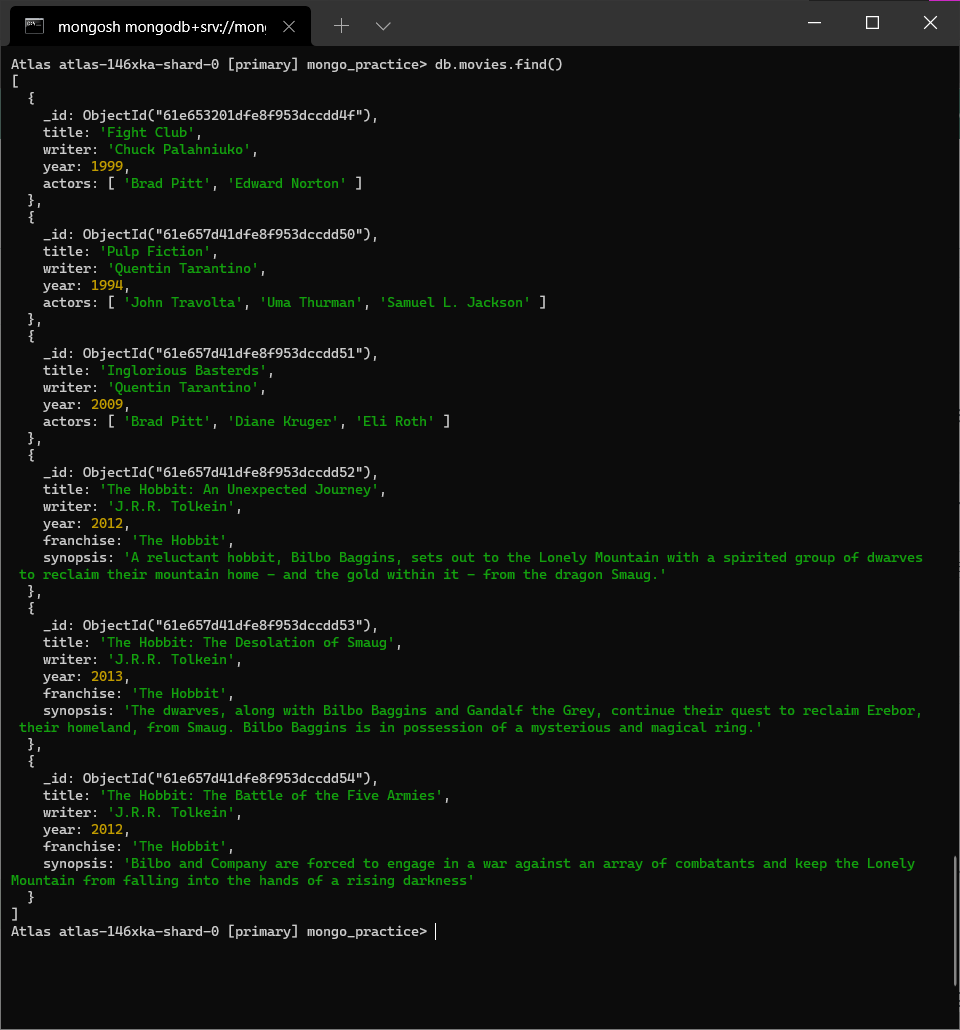 mongosh mongodb+srv://mong
Atlas atlas-146xka-shard-0 [primary] mongo_practice> db.movies.find()
[
  {
    _id: ObjectId("61e653201dfe8f953dccdd4f"),
    title: 'Fight Club',
    writer: 'Chuck Palahniuko',
    year: 1999,
    actors: [ 'Brad Pitt', 'Edward Norton' ]
  },
  {
    _id: ObjectId("61e657d41dfe8f953dccdd50"),
    title: 'Pulp Fiction',
    writer: 'Quentin Tarantino',
    year: 1994,
    actors: [ 'John Travolta', 'Uma Thurman', 'Samuel L. Jackson' ]
  },
  {
    _id: ObjectId("61e657d41dfe8f953dccdd51"),
    title: 'Inglorious Basterds',
    writer: 'Quentin Tarantino',
    year: 2009,
    actors: [ 'Brad Pitt', 'Diane Kruger', 'Eli Roth' ]
  },
  {
    _id: ObjectId("61e657d41dfe8f953dccdd52"),
    title: 'The Hobbit: An Unexpected Journey',
    writer: 'J.R.R. Tolkein',
    year: 2012,
    franchise: 'The Hobbit',
    synopsis: 'A reluctant hobbit, Bilbo Baggins, sets out to the Lonely Mountain with a spirited group of dwarves
 to reclaim their mountain home - and the gold within it - from the dragon Smaug.'
  },
  {
    _id: ObjectId("61e657d41dfe8f953dccdd53"),
    title: 'The Hobbit: The Desolation of Smaug',
    writer: 'J.R.R. Tolkein',
    year: 2013,
    franchise: 'The Hobbit',
    synopsis: 'The dwarves, along with Bilbo Baggins and Gandalf the Grey, continue their quest to reclaim Erebor,
 their homeland, from Smaug. Bilbo Baggins is in possession of a mysterious and magical ring.'
  },
  {
    _id: ObjectId("61e657d41dfe8f953dccdd54"),
    title: 'The Hobbit: The Battle of the Five Armies',
    writer: 'J.R.R. Tolkein',
    year: 2012,
    franchise: 'The Hobbit',
    synopsis: 'Bilbo and Company are forced to engage in a war against an array of combatants and keep the Lonely
Mountain from falling into the hands of a rising darkness'
  }
]
Atlas atlas-146xka-shard-0 [primary] mongo_practice>